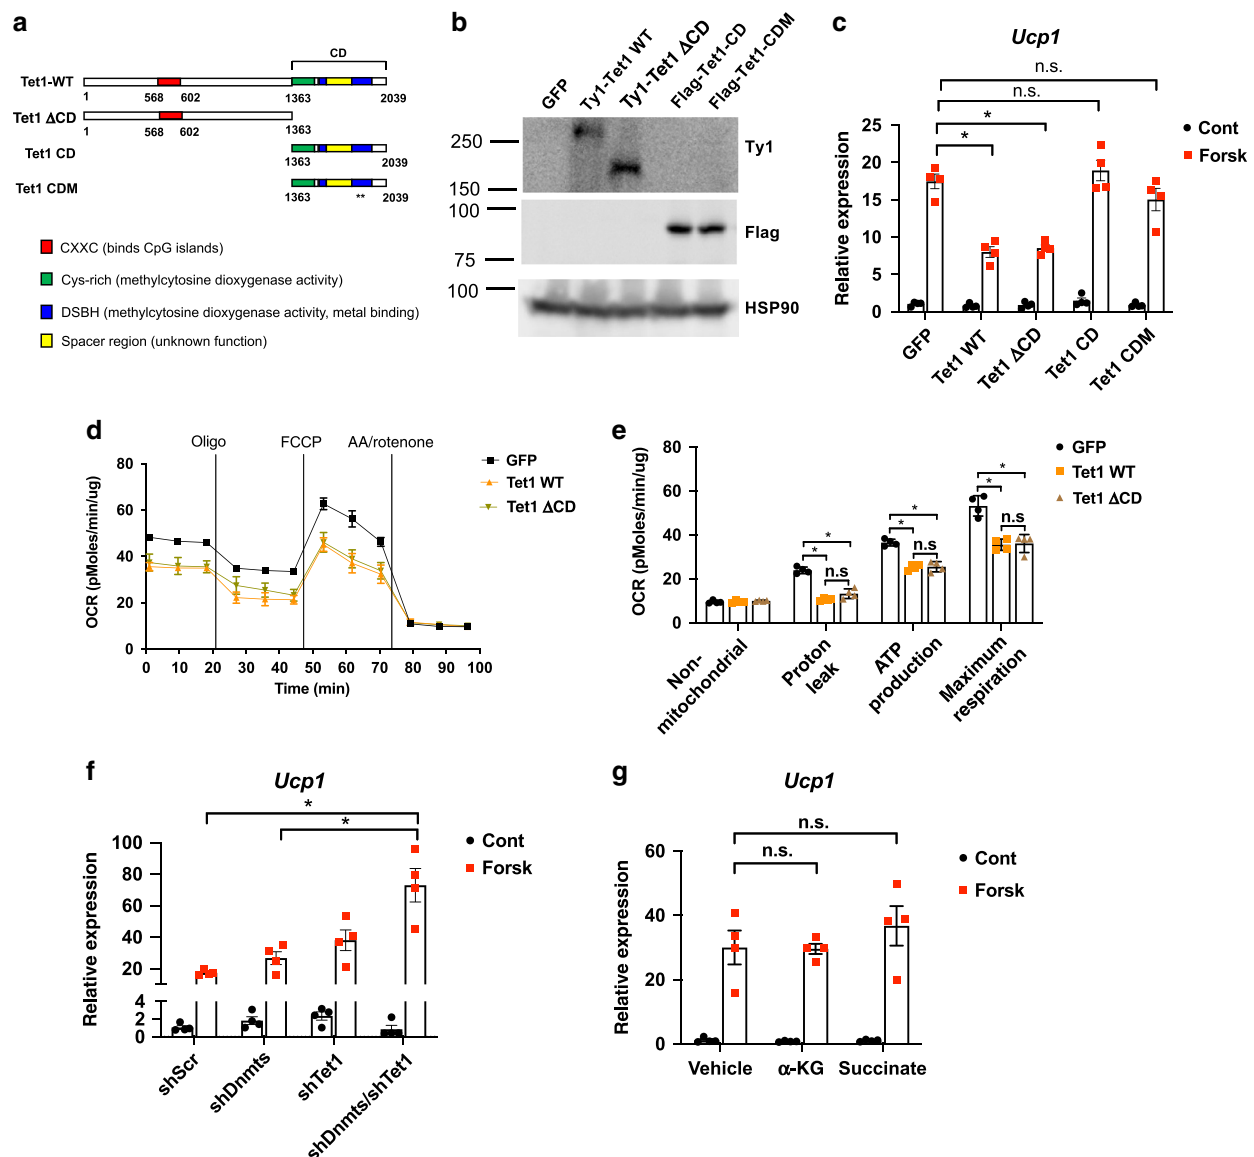 a
CD
Tet1-WT
1 568 602 1363 2039
Tet1 ΔCD
1 568 602 1363
Tet1 CD
1363 2039
Tet1 CDM
1363 ** 2039
CXXC (binds CpG islands)
Cys-rich (methylcytosine dioxygenase activity)
DSBH (methylcytosine dioxygenase activity, metal binding)
Spacer region (unknown function)
b
GFP
Ty1-Tet1 WT
Ty1-Tet1 ΔCD
Flag-Tet1-CD
Flag-Tet1-CDM
250
150
Ty1
100
75
Flag
100
HSP90
c
Ucp1
n.s.
n.s.
*
*
Cont
Forsk
Relative expression
25
20
15
10
5
0
GFP
Tet1 WT
Tet1 ΔCD
Tet1 CD
Tet1 CDM
d
Oligo FCCP AA/rotenone
GFP
Tet1 WT
Tet1 ΔCD
OCR (pMoles/min/ug)
80
60
40
20
0
0 10 20 30 40 50 60 70 80 90 100
Time (min)
e
GFP
Tet1 WT
Tet1 ΔCD
OCR (pMoles/min/ug)
80
60
40
20
0
*
*
n.s
*
*
n.s
*
*
n.s
Non-
mitochondrial
Proton
leak
ATP
production
Maximum
respiration
f
Ucp1
*
*
Cont
Forsk
Relative expression
100
80
60
40
20
4
2
0
shScr
shDnmts
shTet1
shDnmts/shTet1
g
Ucp1
n.s.
n.s.
Cont
Forsk
Relative expression
60
40
20
0
Vehicle α-KG Succinate